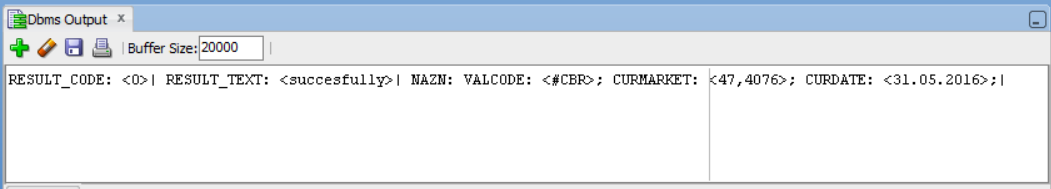 Dbms Output x
Buffer Size: 20000
RESULT_CODE: <0>| RESULT_TEXT: <succesfully>| NAZN: VALCODE: <#CBR>; CURMARKET: <47,4076>; CURDATE: <31.05.2016>;|